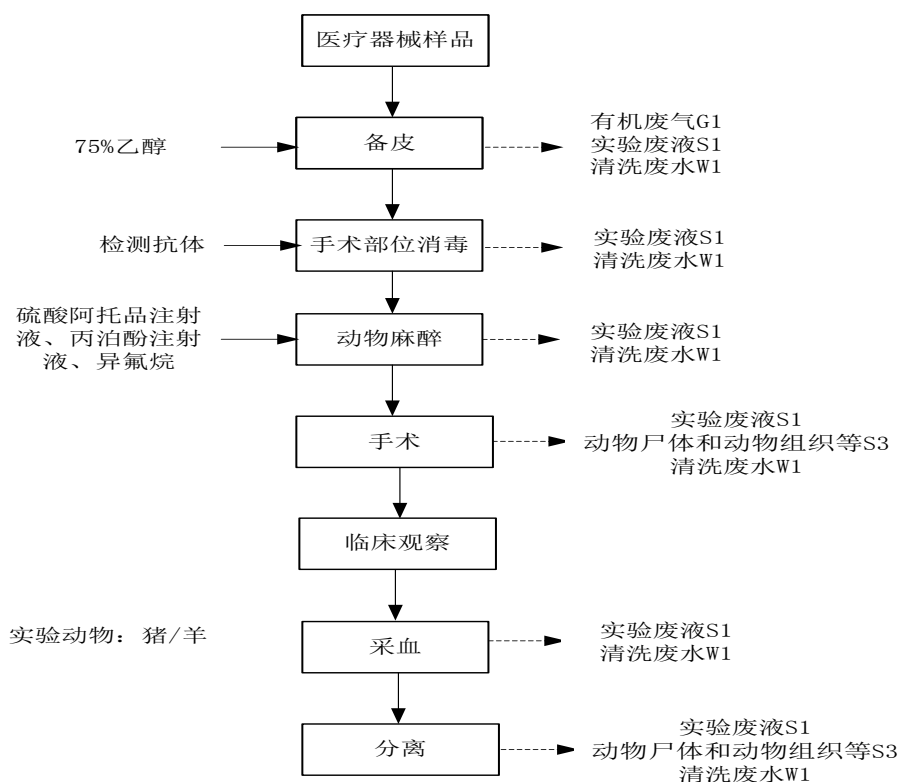 医疗器械样品
75%乙醇
备皮
有机废气G1
实验废液S1
清洗废水W1
检测抗体
手术部位消毒
实验废液S1
清洗废水W1
硫酸阿托品注射
液、丙泊酚注射
液、异氟烷
动物麻醉
实验废液S1
清洗废水W1
手术
实验废液S1
动物尸体和动物组织等S3
清洗废水W1
临床观察
实验动物：猪/羊
采血
实验废液S1
清洗废水W1
分离
实验废液S1
动物尸体和动物组织等S3
清洗废水W1